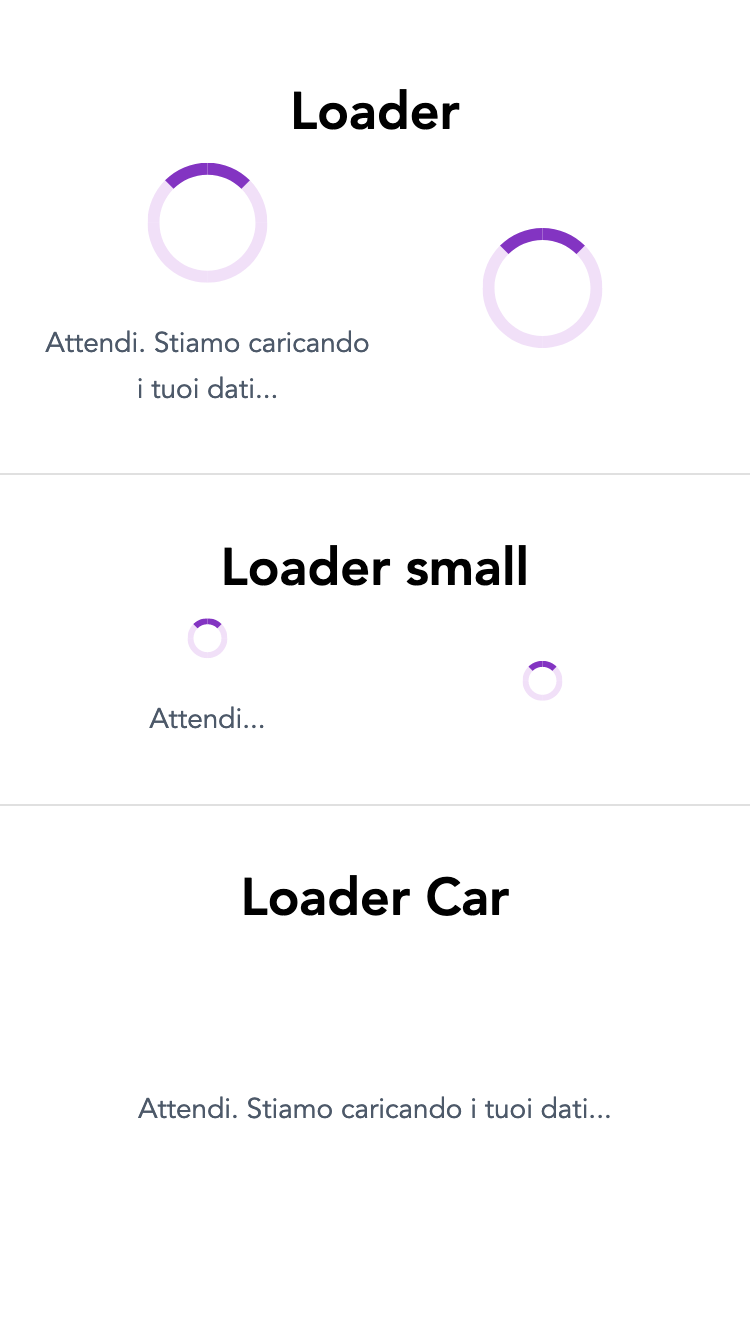 Loader
Attendi. Stiamo caricando
i tuoi dati...
Loader small
Attendi...
Loader Car
Attendi. Stiamo caricando i tuoi dati...